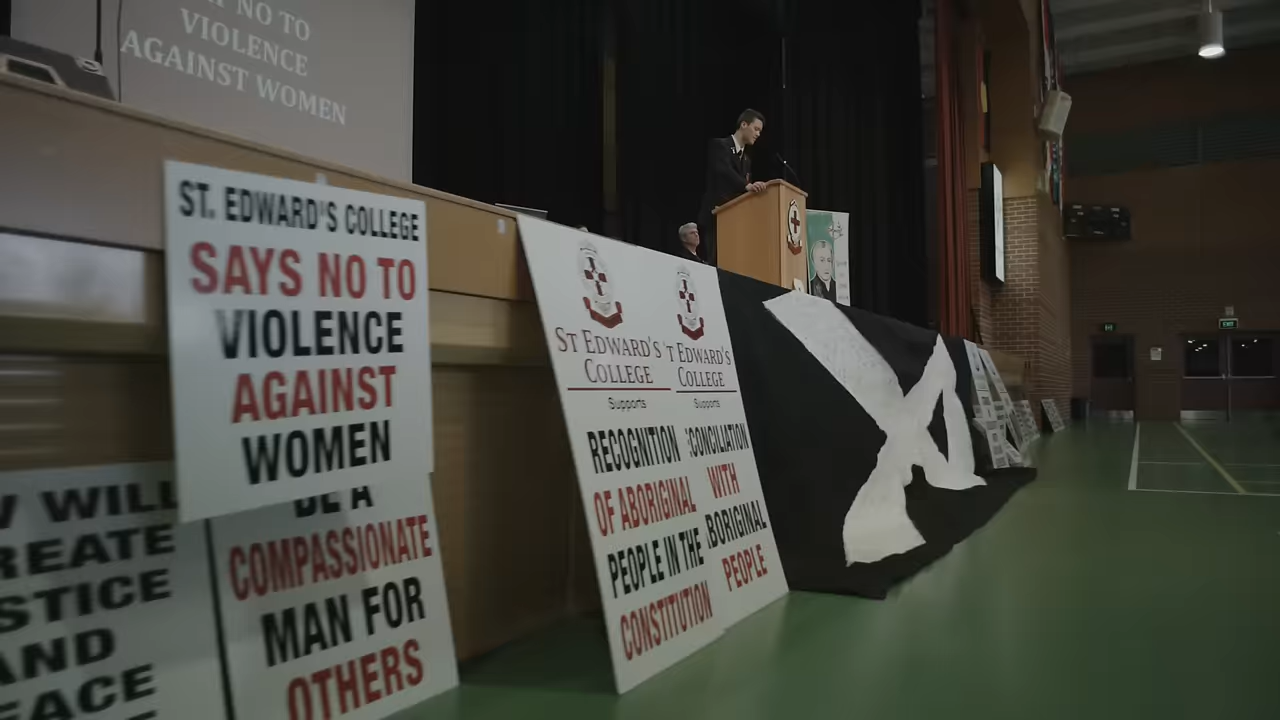 NO TO
VIOLENCE
AGAINST WOMEN
ST. EDWARD'S COLLEGE
SAYS NO TO
VIOLENCE
AGAINST
WOMEN
BE A
COMPASSIONATE
MAN FOR
OTHERS
WILL
REATE
STICE
AND
EACE
ST EDWARD'S
COLLEGE
Supports
RECOGNITION
OF ABORIGINAL
PEOPLE IN THE
CONSTITUTION
T EDWARD'S
COLLEGE
Supports
CONCILIATION
WITH
BORIGINAL
PEOPLE
EXIT